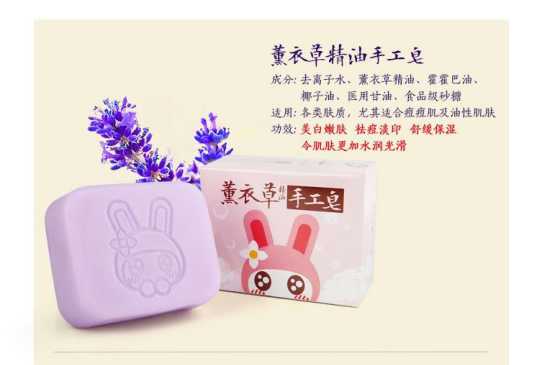 薰衣草精油手工皂
成分: 去离子水、薰衣草精油、霍霍巴油、
椰子油、医用甘油、食品级砂糖
适用: 各类肤质，尤其适合痘痘肌及油性肌肤
功效: 美白嫩肤 祛痘淡印 舒缓保湿
令肌肤更加水润光滑
薰衣草精油手工皂